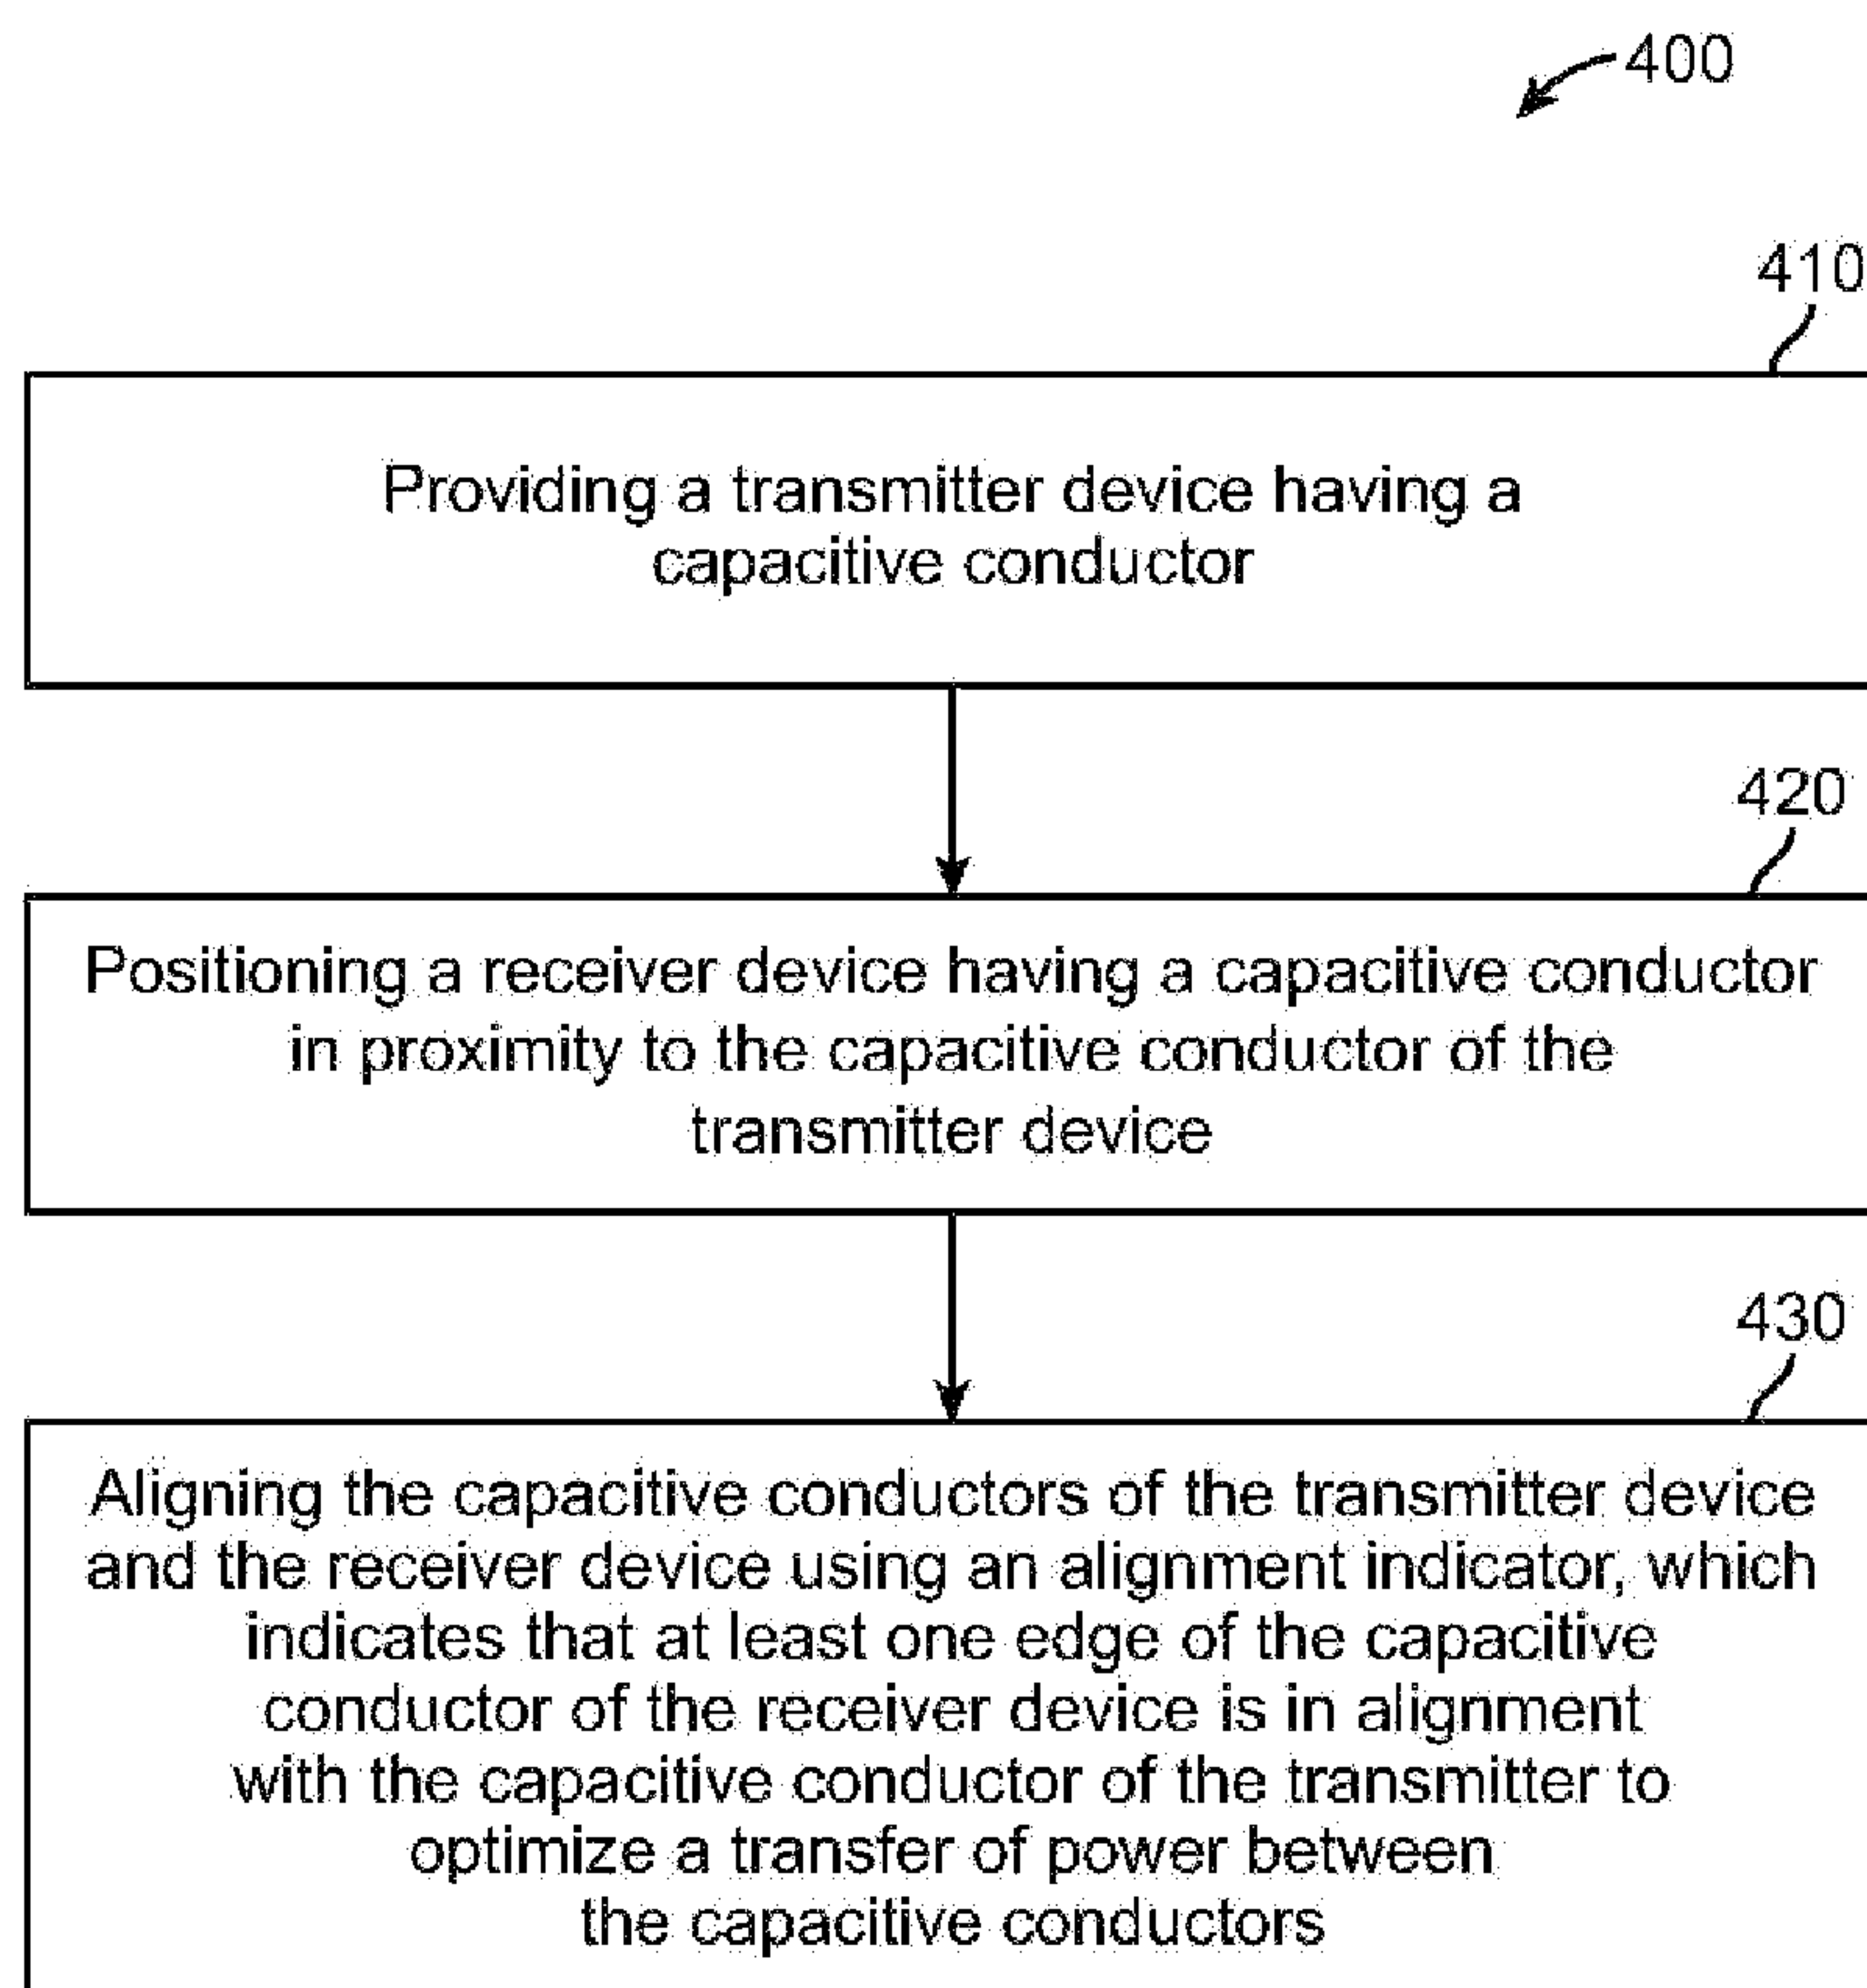 400
410
Providing a transmitter device having a
capacitive conductor
420
Positioning a receiver device having a capacitive conductor
in proximity to the capacitive conductor of the
transmitter device
430
Aligning the capacitive conductors of the transmitter device
and the receiver device using an alignment indicator, which
indicates that at least one edge of the capacitive
conductor of the receiver device is in alignment
with the capacitive conductor of the transmitter to
optimize a transfer of power between
the capacitive conductors